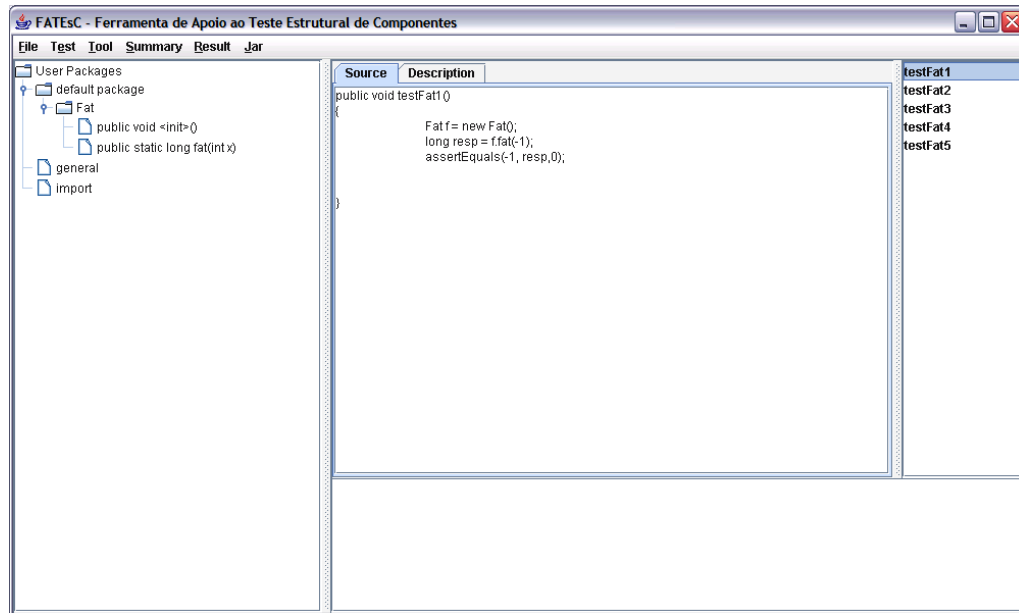 FATEsC - Ferramenta de Apoio ao Teste Estrutural de Componentes
File Test Tool Summary Result Jar
User Packages
default package
Fat
public void <init>()
public static long fat(int x)
general
import
Source Description
public void testFat1()
{
Fat f = new Fat();
long resp = f.fat(-1);
assertEquals(-1, resp,0);
}
testFat1
testFat2
testFat3
testFat4
testFat5